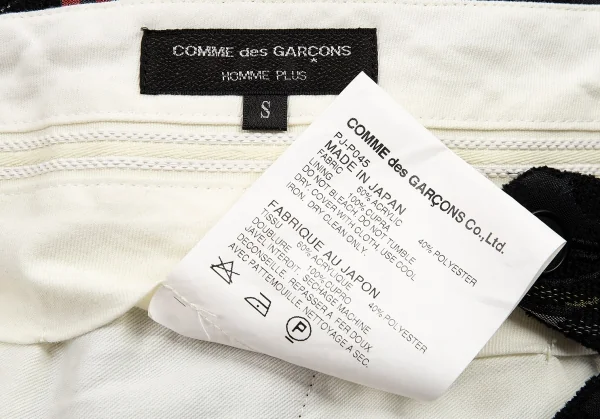 COMME des GARÇONS
HOMME PLUS
S
COMME des GARÇONS Co.,Ltd.
PJ-P045
MADE IN JAPAN
FABRIC 60% ACRYLIC 40% POLYESTER
LINING 100% CUPRA
DO NOT BLEACH, DO NOT TUMBLE
DRY, COVER WITH CLOTH, USE COOL
IRON, DRY CLEAN ONLY.
FABRIQUE AU JAPON
TISSU 60% ACRYLIQUE 40% POLYESTER
DOUBLURE 100% CUPRO
JAVEL INTERDIT, SECHAGE MACHINE
DECONSEILLE, REPASSER A FER DOUX
AVEC PATTEMOUILLE, NETTOYAGE A SEC.
P